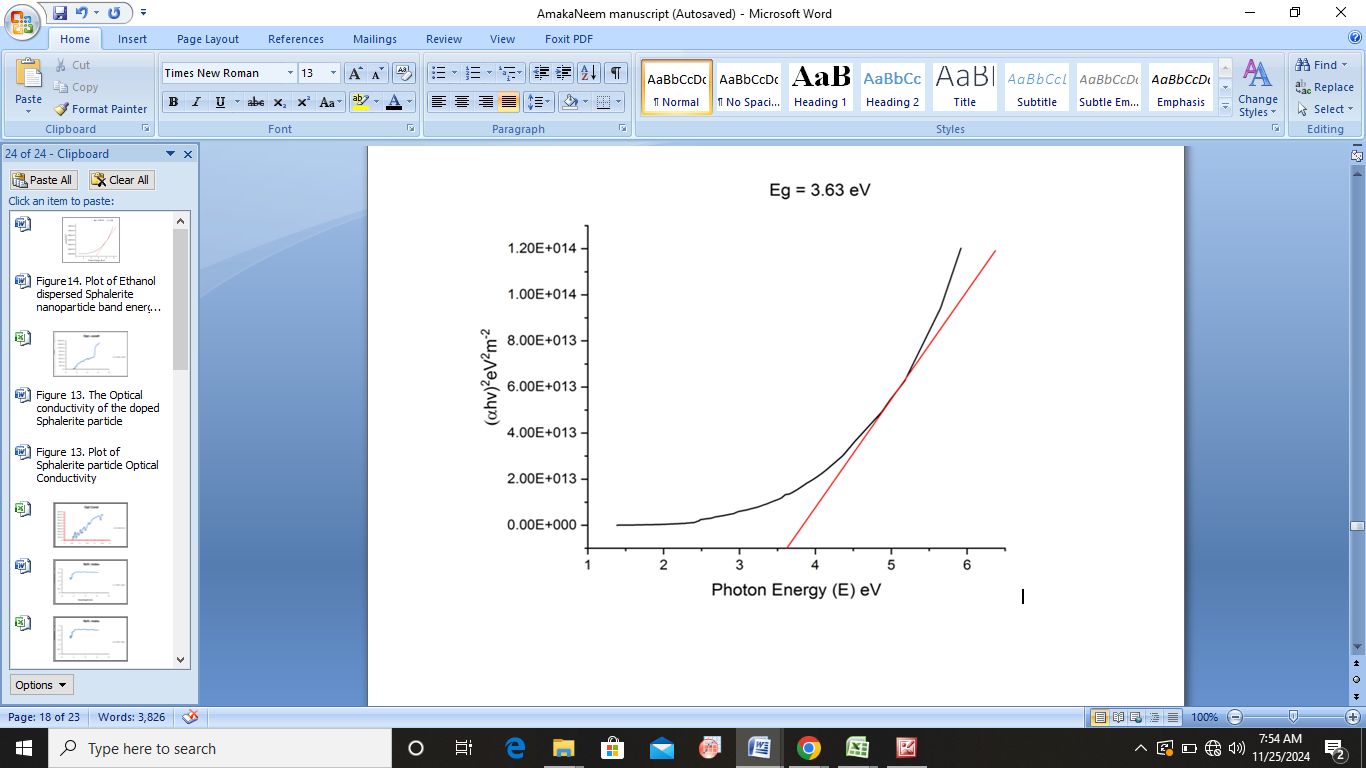 AmakaNeem manuscript (Autosaved) - Microsoft Word
Home Insert Page Layout References Mailings Review View Foxit PDF
Paste
Cut
Copy
Format Painter
Clipboard
Times New Roman 13
B I U abc x₂ x² Aa
Font
Paragraph
AaBbCcDc AaBbCcDc AaB AaBbCc AaBl AaBbCcL AaBbCcDc AaBbCcDc
¶ Normal ¶ No Spaci... Heading 1 Heading 2 Title Subtitle Subtle Em... Emphasis
Change
Styles
Styles
Find
Replace
Select
Editing
24 of 24 - Clipboard
Paste All Clear All
Click an item to paste:
Figure14. Plot of Ethanol
dispersed Sphalerite
nanoparticle band energ...
Figure 13. The Optical
conductivity of the doped
Sphalerite particle
Figure 13. Plot of
Sphalerite particle Optical
Conductivity
Options
Eg = 3.63 eV
(αhv)²eV²m⁻²
1.20E+014
1.00E+014
8.00E+013
6.00E+013
4.00E+013
2.00E+013
0.00E+000
1 2 3 4 5 6
Photon Energy (E) eV
Page: 18 of 23 Words: 3,826
100%
Type here to search
7:54 AM
11/25/2024
2